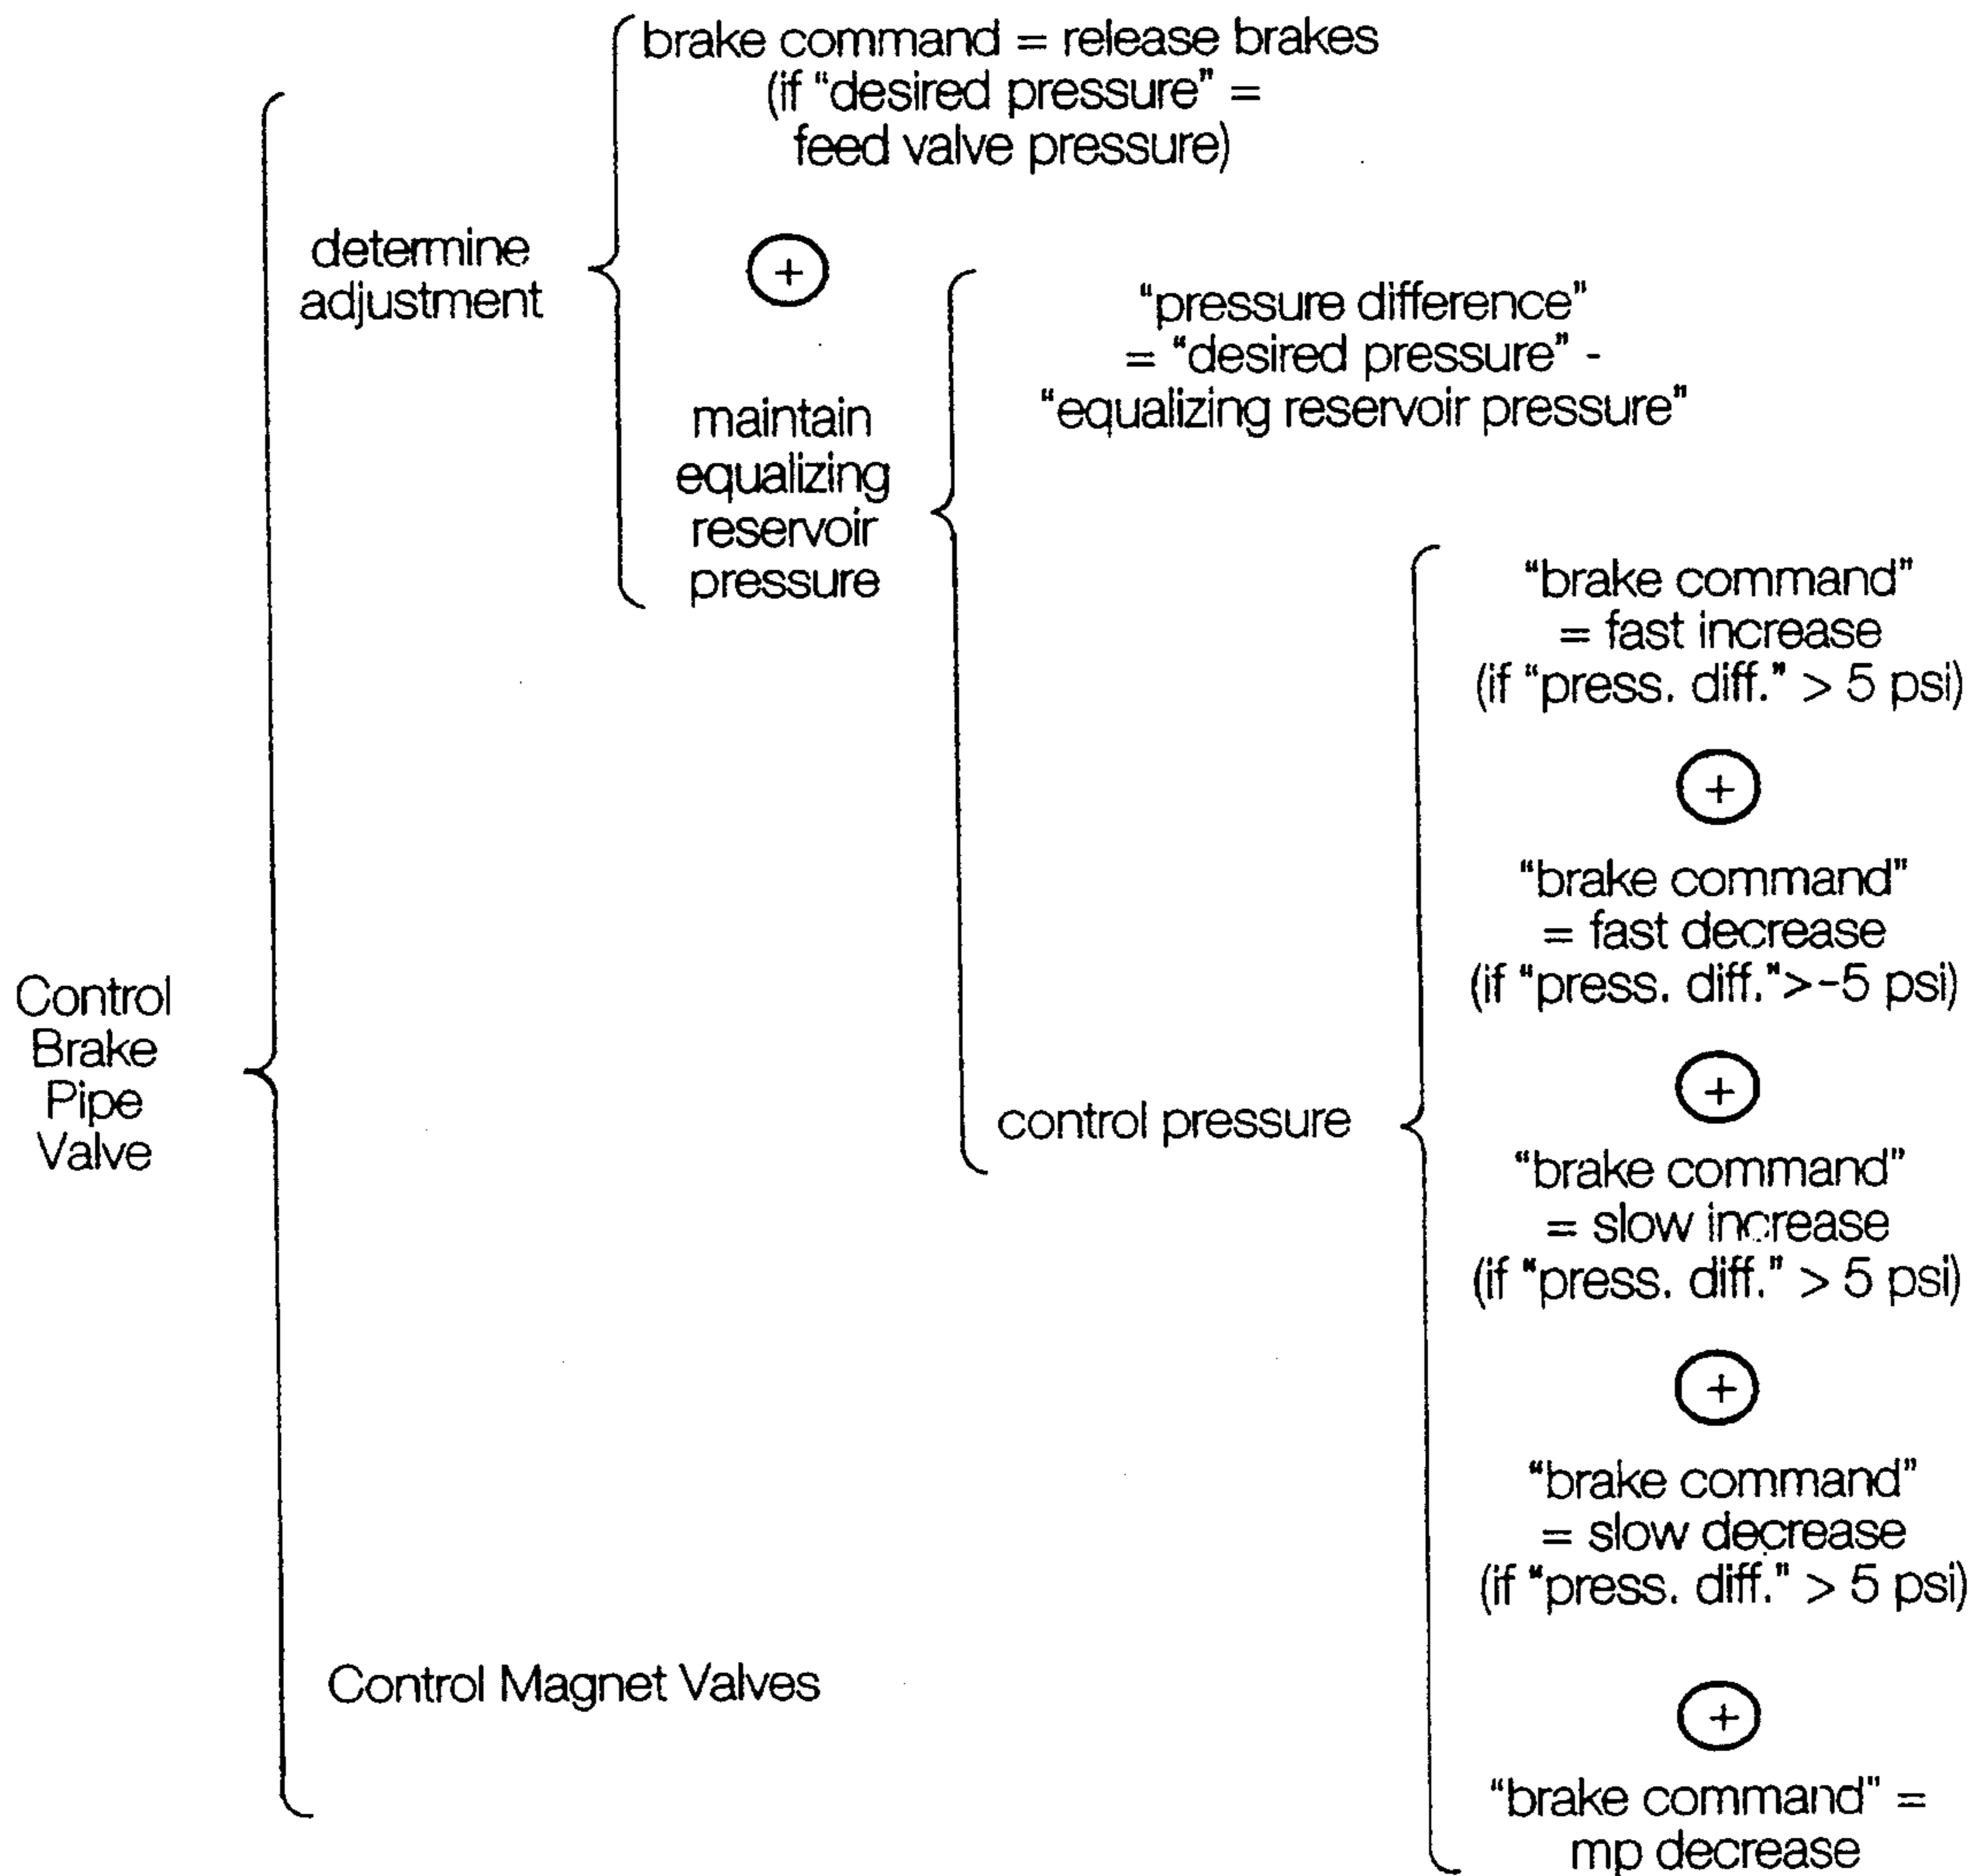 brake command = release brakes
(if "desired pressure" =
feed valve pressure)
determine
adjustment
+
maintain
equalizing
reservoir
pressure
"pressure difference"
= "desired pressure" -
"equalizing reservoir pressure"
Control
Brake
Pipe
Valve
control pressure
"brake command"
= fast increase
(if "press. diff." > 5 psi)
+
"brake command"
= fast decrease
(if "press. diff.">-5 psi)
+
"brake command"
= slow increase
(if "press. diff." > 5 psi)
+
"brake command"
= slow decrease
(if "press. diff." > 5 psi)
+
"brake command" =
mp decrease
Control Magnet Valves